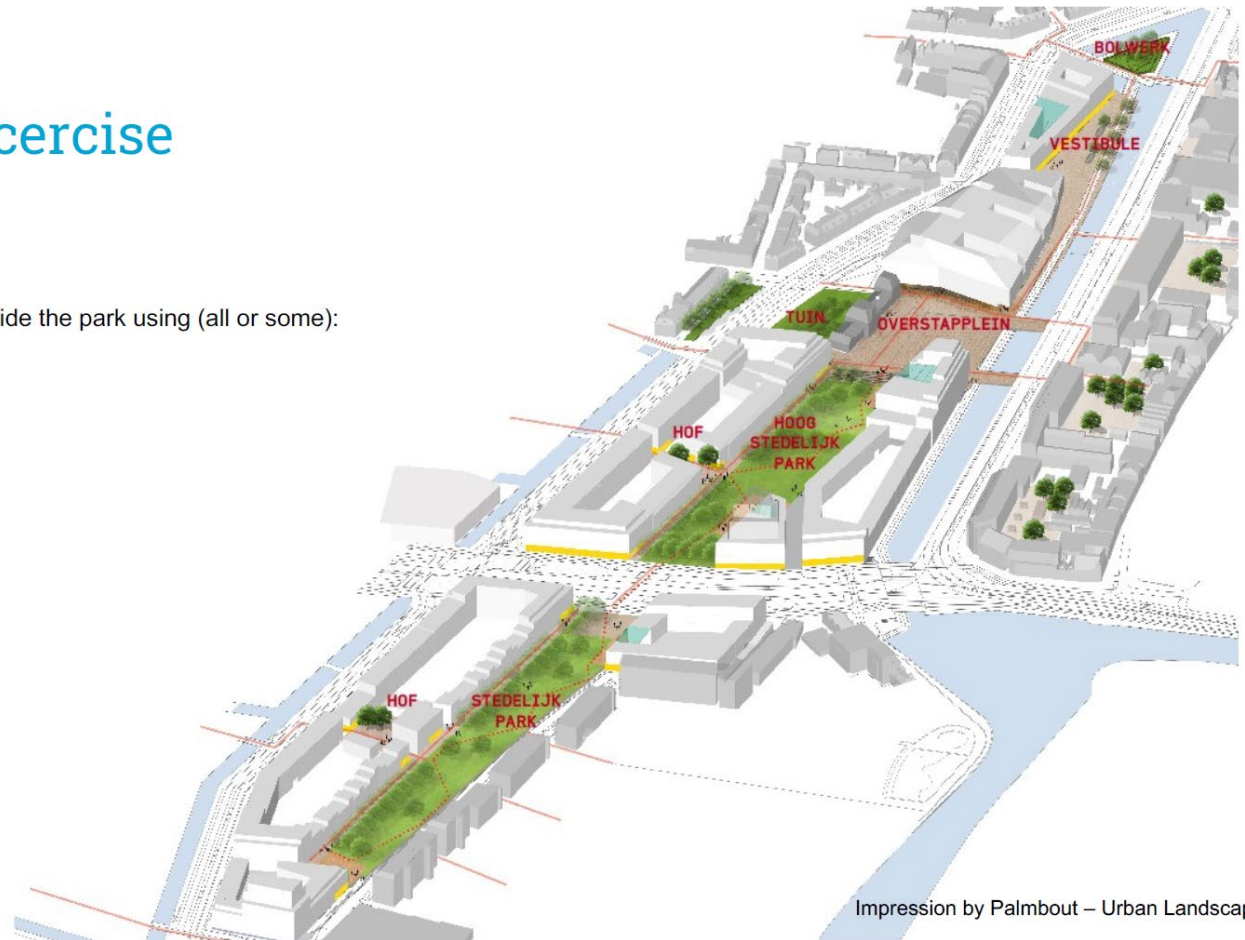 cercise
ide the park using (all or some):
BOLWERK
VESTIBULE
TUIN
OVERSTAPPLEIN
HOF
HOOG
STEDELIJK
PARK
HOF
STEDELIJK
PARK
Impression by Palmbout – Urban Landscap